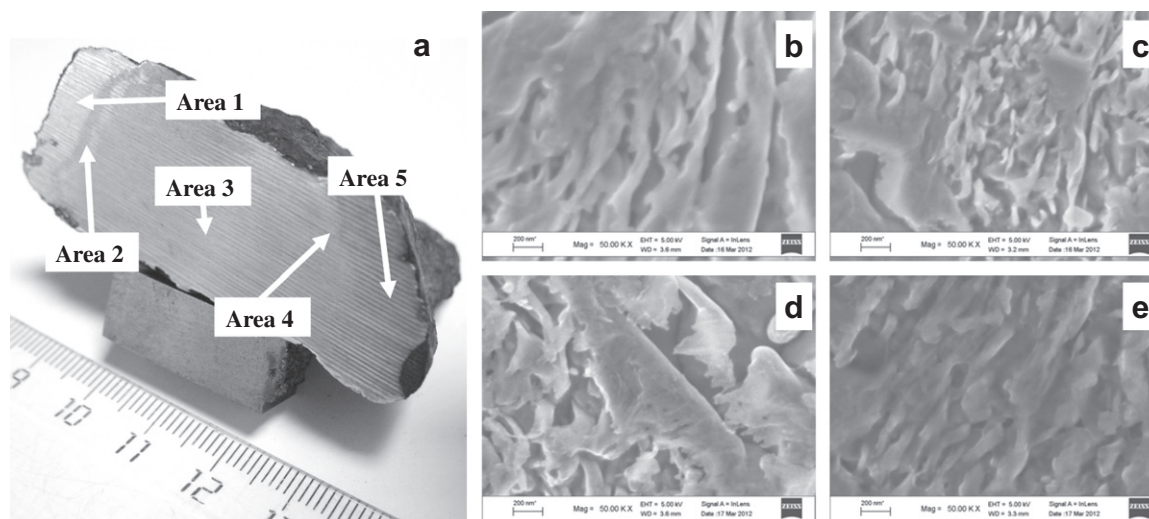 a
Area 1
Area 3
Area 5
Area 2
Area 4
9
10
11
12
b
200 nm*
Mag = 50.00 K X
EHT = 5.00 kV
WD = 3.6 mm
Signal A = InLens
Date :16 Mar 2012
ZEISS
c
200 nm*
Mag = 50.00 K X
EHT = 5.00 kV
WD = 3.2 mm
Signal A = InLens
Date :16 Mar 2012
ZEISS
d
200 nm*
Mag = 50.00 K X
EHT = 5.00 kV
WD = 3.6 mm
Signal A = InLens
Date :17 Mar 2012
ZEISS
e
200 nm*
Mag = 50.00 K X
EHT = 5.00 kV
WD = 3.3 mm
Signal A = InLens
Date :17 Mar 2012
ZEISS